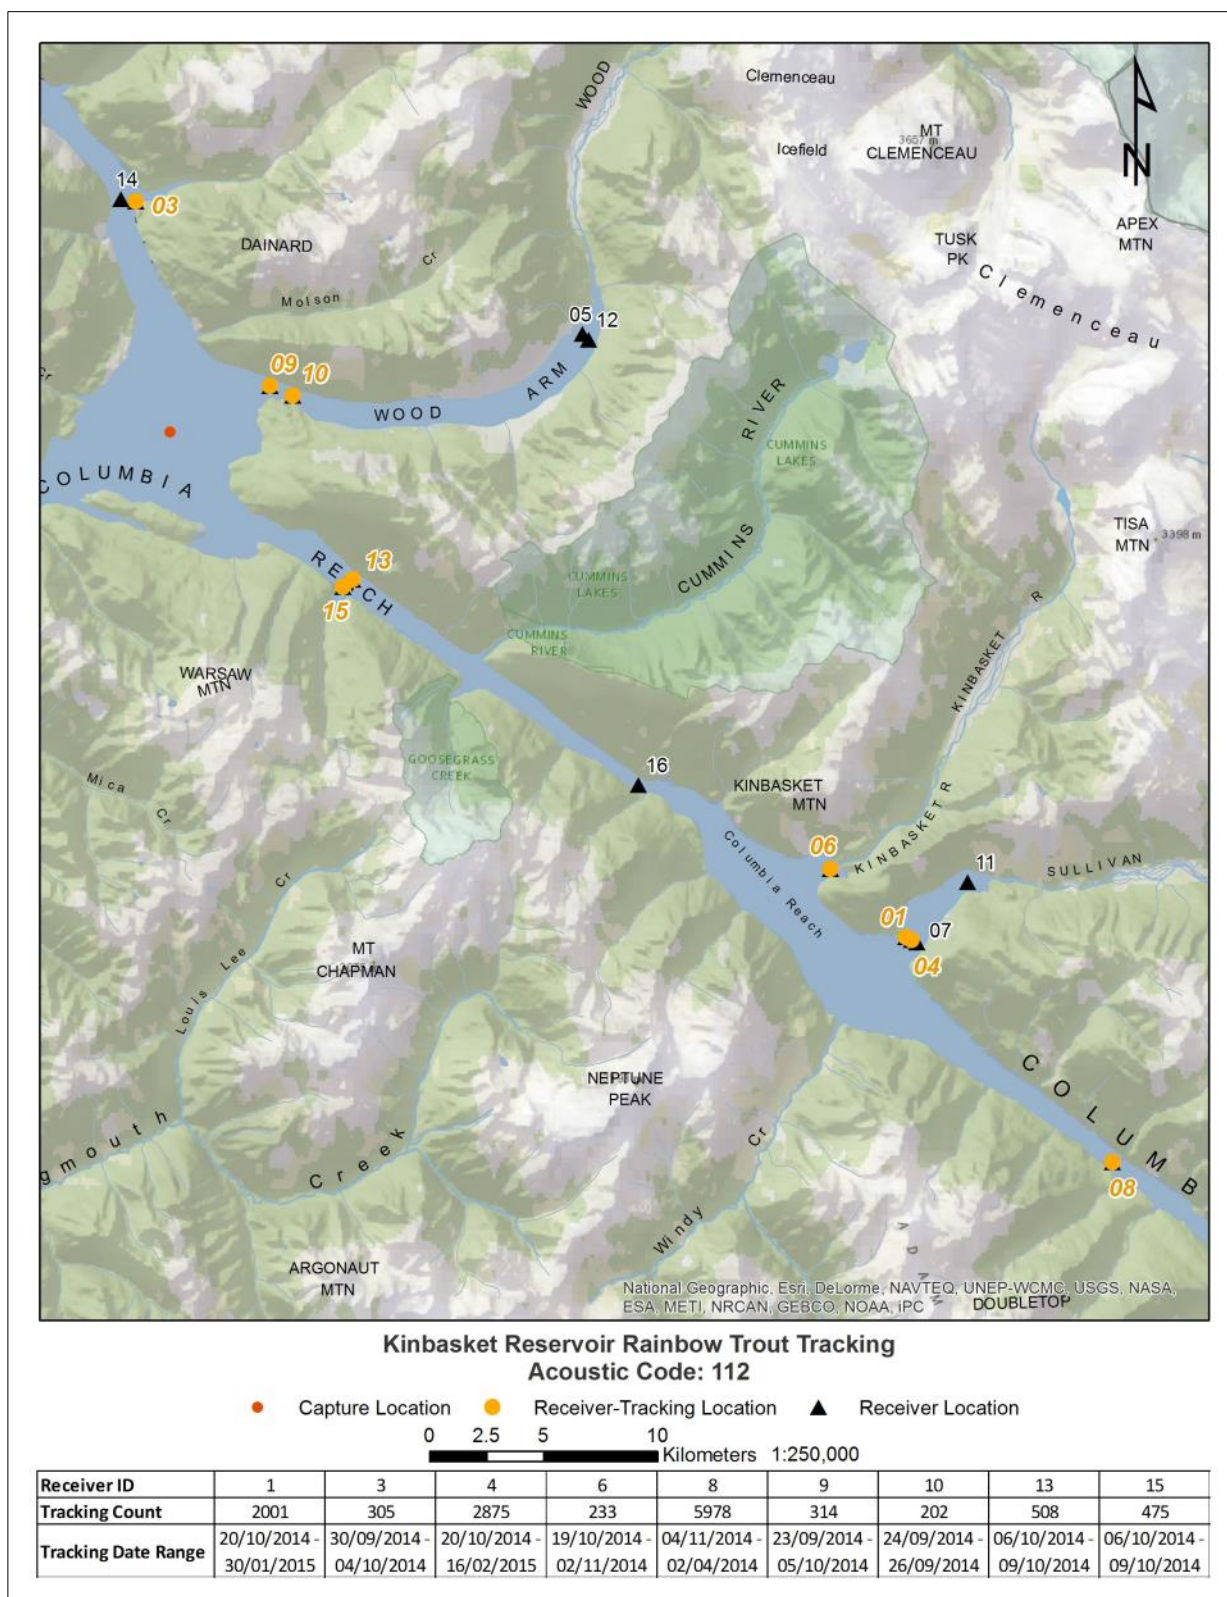 WOOD
Clemenceau
Icefield
MT
3657 m
CLEMENCEAU
N
14
03
DAINARD
Cr
Molson
APEX
MTN
TUSK
PK
Clemenceau
05
12
Cr
09
10
WOOD ARM
RIVER
CUMMINS
LAKES
COLUMBIA
REACH
13
15
CUMMINS
CUMMINS
LAKES
CUMMINS
RIVER
TISA
MTN
3398 m
WARSAW
MTN
KINBASKET R
GOOSEGRASS
CREEK
Mica Cr
16
KINBASKET
MTN
Columbia Reach
06
KINBASKET R
11
SULLIVAN
01
07
04
Louis Lee Cr
MT
CHAPMAN
NEPTUNE
PEAK
COLUMB
gmouth
Creek
Windy Cr
08
ARGONAUT
MTN
ADAM
DOUBLETOP
National Geographic, Esri, DeLorme, NAVTEQ, UNEP-WCMC, USGS, NASA,
ESA, METI, NRCAN, GEBCO, NOAA, iPC
Kinbasket Reservoir Rainbow Trout Tracking
Acoustic Code: 112
Capture Location Receiver-Tracking Location Receiver Location
0 2.5 5 10
Kilometers 1:250,000
Receiver ID 1 3 4 6 8 9 10 13 15
Tracking Count 2001 305 2875 233 5978 314 202 508 475
Tracking Date Range 20/10/2014 - 30/09/2014 - 20/10/2014 - 19/10/2014 - 04/11/2014 - 23/09/2014 - 24/09/2014 - 06/10/2014 - 06/10/2014 -
30/01/2015 04/10/2014 16/02/2015 02/11/2014 02/04/2014 05/10/2014 26/09/2014 09/10/2014 09/10/2014